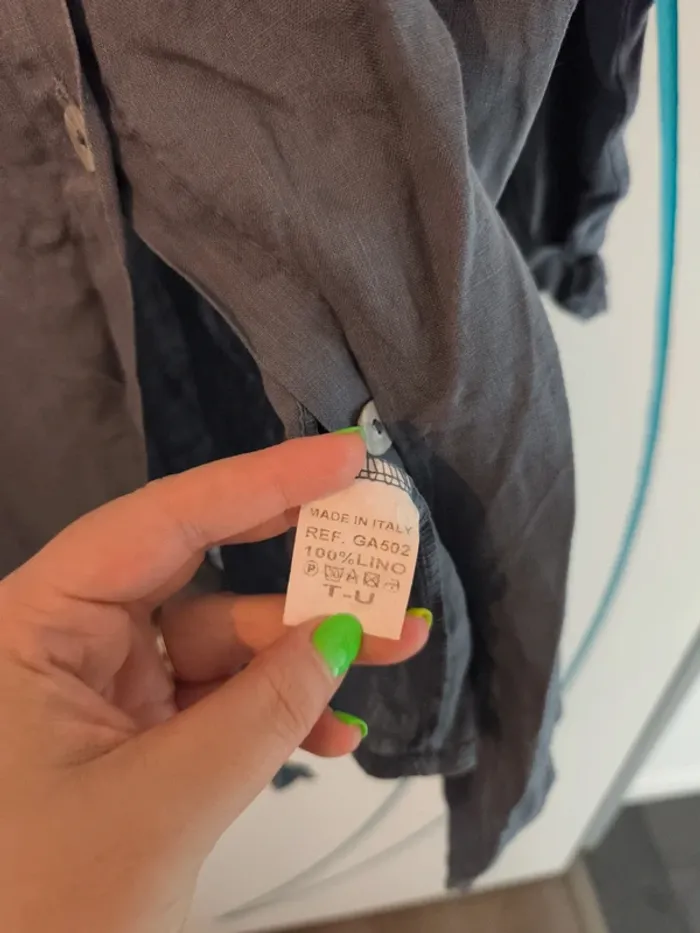 MADE IN ITALY
REF. GA502
100%LINO
P
T-U